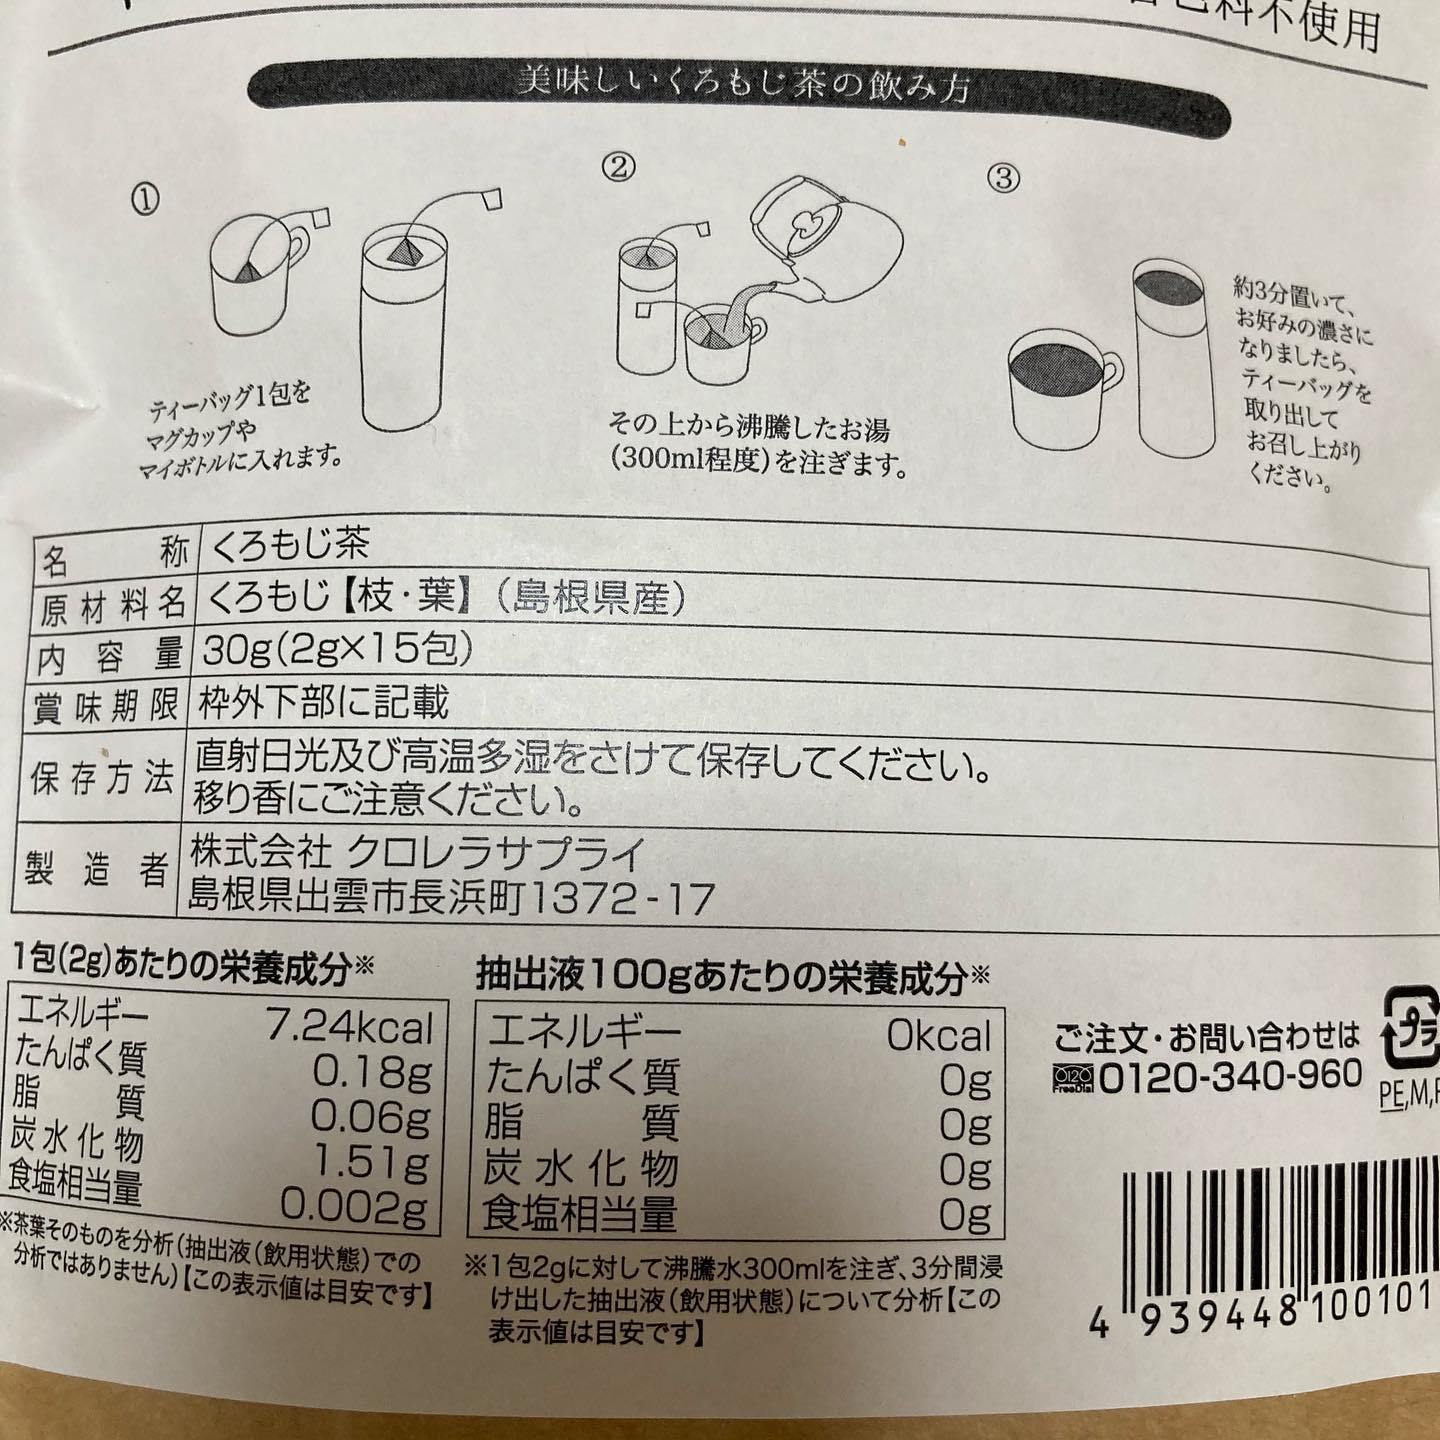 色料不使用
美味しいくろもじ茶の飲み方
①
ティーバッグ1包を
マグカップや
マイボトルに入れます。
②
その上から沸騰したお湯
(300ml程度)を注ぎます。
③
約3分置いて、
お好みの濃さに
なりましたら、
ティーバッグを
取り出して
お召し上がり
ください。
名称 くろもじ茶
原材料名 くろもじ【枝・葉】(島根県産)
内容量 30g(2g×15包)
賞味期限 枠外下部に記載
保存方法 直射日光及び高温多湿をさけて保存してください。
移り香にご注意ください。
製造者 株式会社 クロレラサプライ
島根県出雲市長浜町1372-17
1包(2g)あたりの栄養成分※
エネルギー 7.24kcal
たんぱく質 0.18g
脂質 0.06g
炭水化物 1.51g
食塩相当量 0.002g
※茶葉そのものを分析(抽出液(飲用状態)での
分析ではありません)【この表示値は目安です】
抽出液100gあたりの栄養成分※
エネルギー 0kcal
たんぱく質 0g
脂質 0g
炭水化物 0g
食塩相当量 0g
※1包2gに対して沸騰水300mlを注ぎ、3分間浸
け出した抽出液(飲用状態)について分析【この
表示値は目安です】
ご注文・お問い合わせは
0120 FreeDial 0120-340-960
プラ
PE,M,P
4 939448 100101